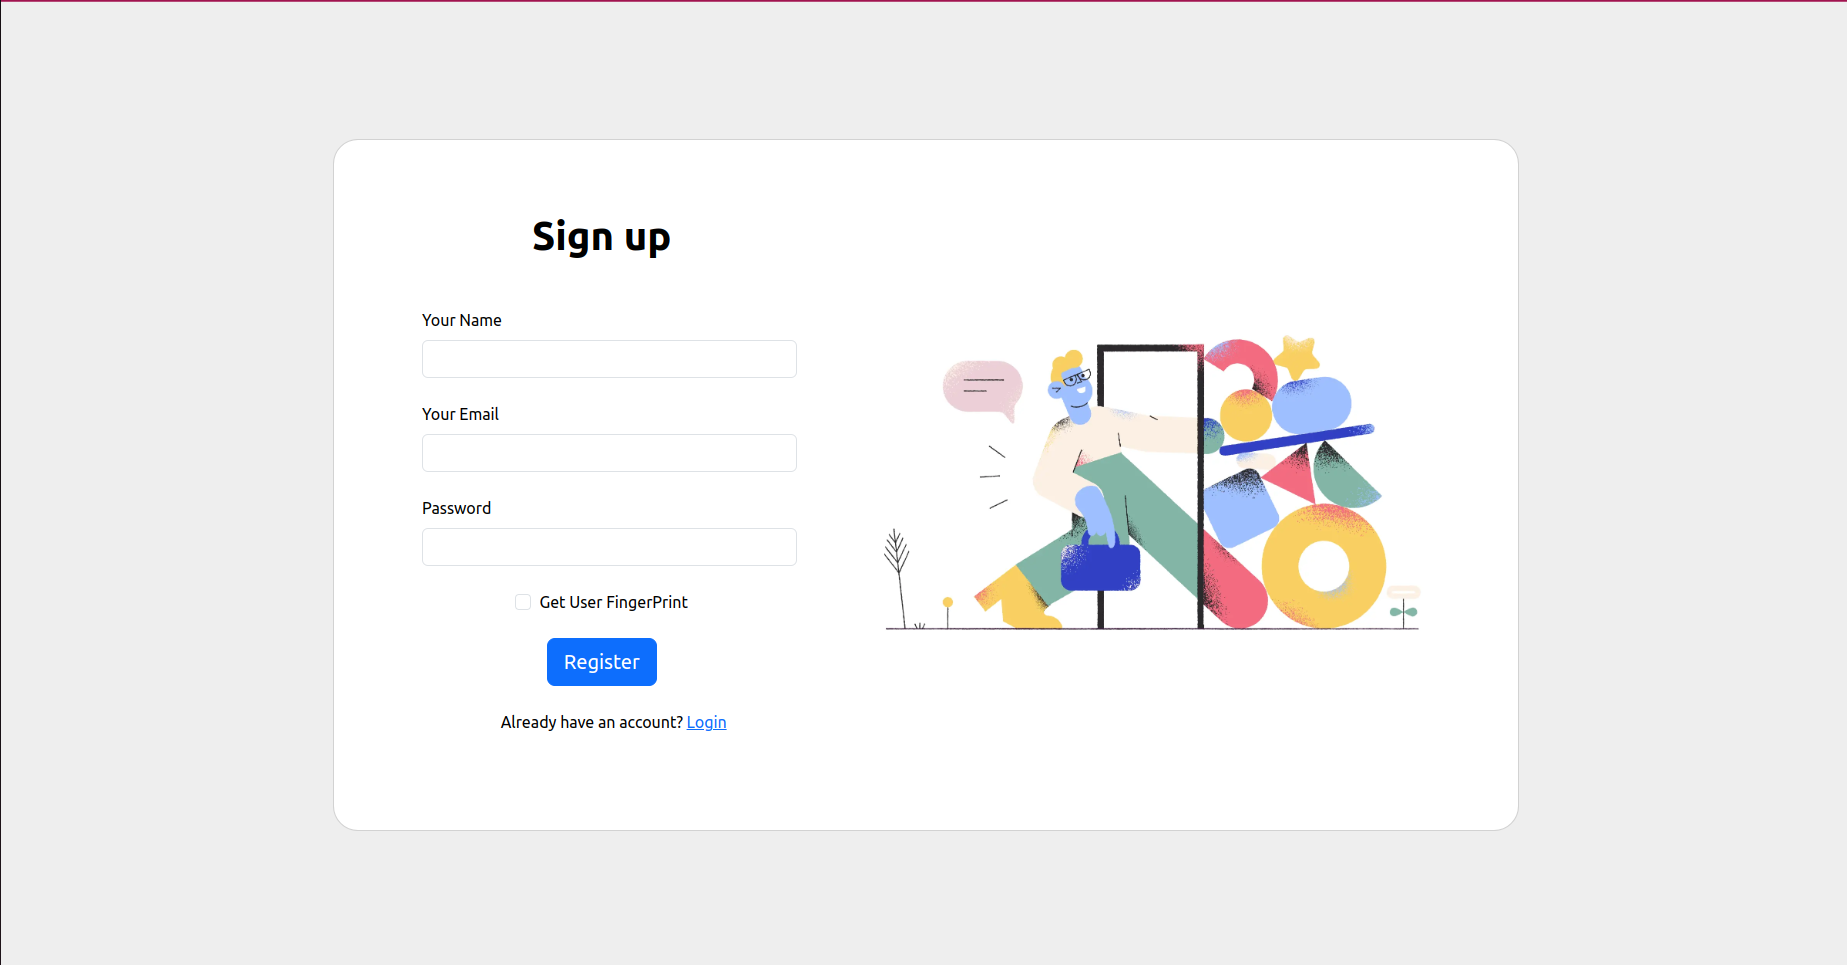 Sign up
Your Name
Your Email
Password
Get User FingerPrint
Register
Already have an account? Login